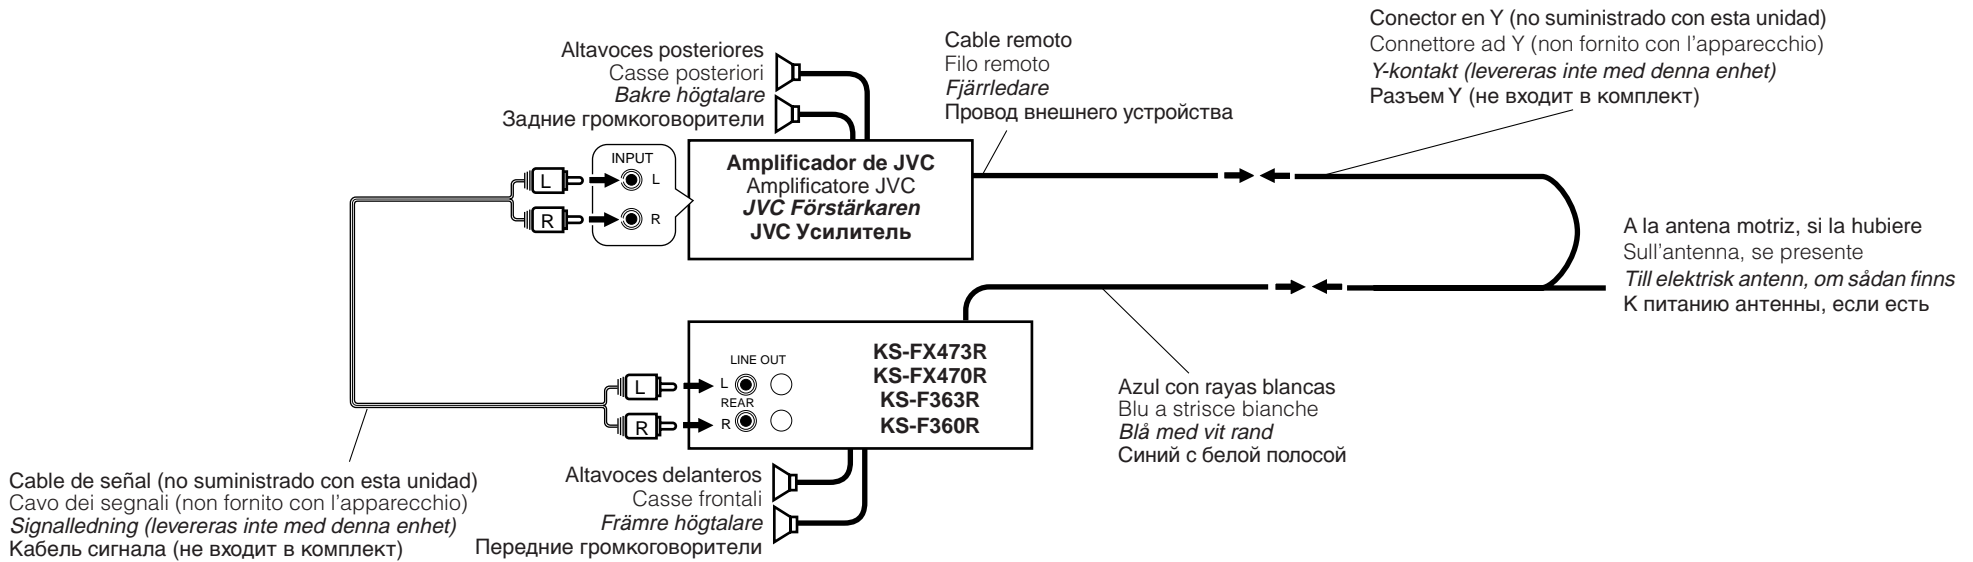 Conector en Y (no suministrado con esta unidad)
Connettore ad Y (non fornito con l'apparecchio)
Y-kontakt (levereras inte med denna enhet)
Разъем Y (не входит в комплект)
Cable remoto
Filo remoto
Fjärrledare
Провод внешнего устройства
Altavoces posteriores
Casse posteriori
Bakre högtalare
Задние громкоговорители
INPUT
L
L
R
R
Amplificador de JVC
Amplificatore JVC
JVC Förstärkaren
JVC Усилитель
A la antena motriz, si la hubiere
Sull'antenna, se presente
Till elektrisk antenn, om sådan finns
К питанию антенны, если есть
LINE OUT
L
L
REAR
R
R
KS-FX473R
KS-FX470R
KS-F363R
KS-F360R
Azul con rayas blancas
Blu a strisce bianche
Blå med vit rand
Синий с белой полосой
Cable de señal (no suministrado con esta unidad)
Cavo dei segnali (non fornito con l'apparecchio)
Signalledning (levereras inte med denna enhet)
Кабель сигнала (не входит в комплект)
Altavoces delanteros
Casse frontali
Främre högtalare
Передние громкоговорители